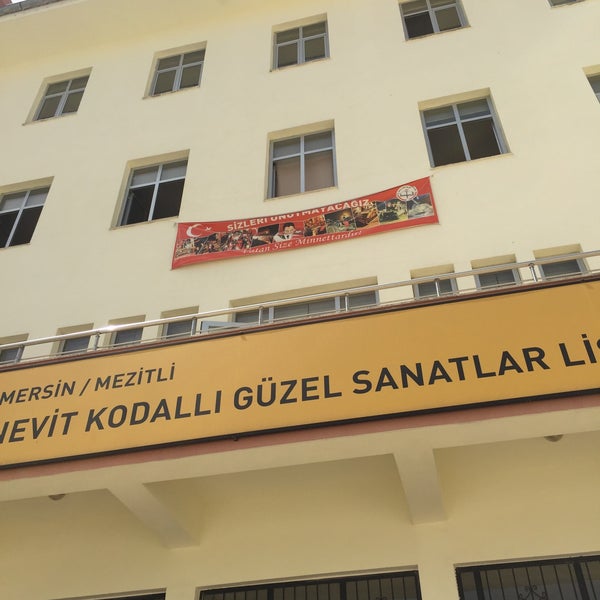 SİZLERİ UNUTMAYACAĞIZ
Vatan Size Minnettardır
MERSİN / MEZİTLİ
NEVİT KODALLI GÜZEL SANATLAR LİS